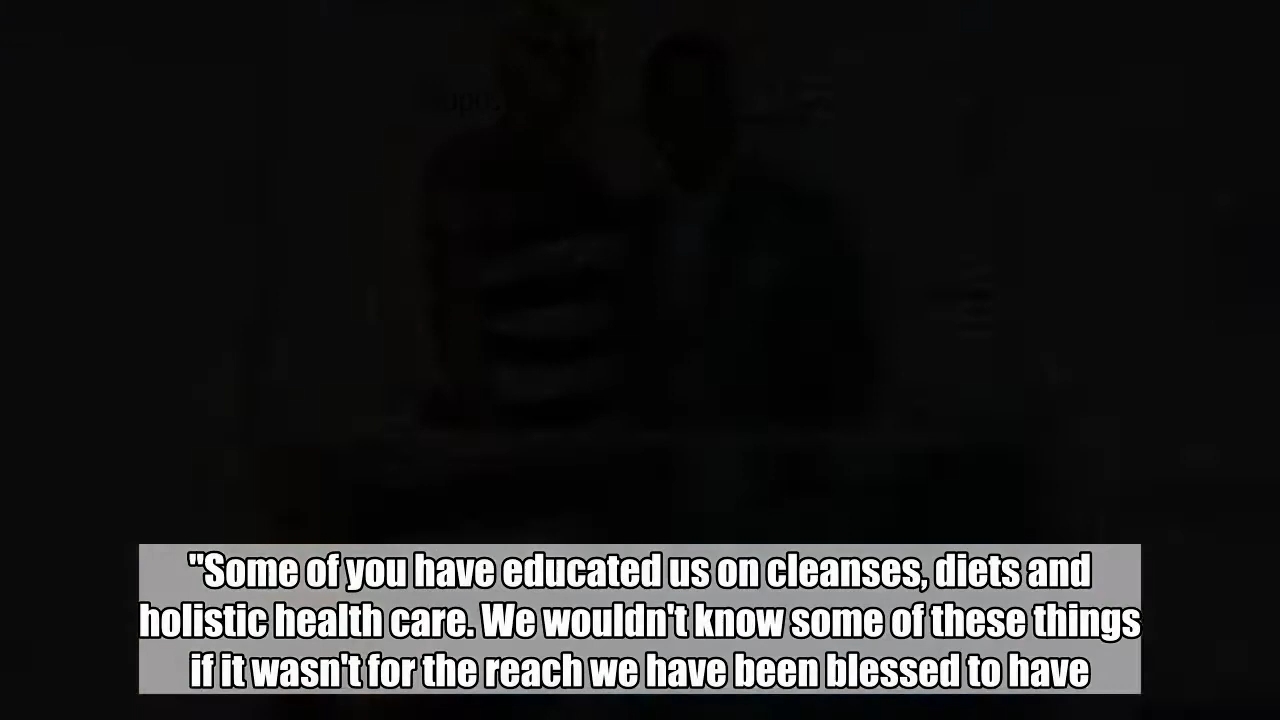 "Some of you have educated us on cleanses, diets and
holistic health care. We wouldn't know some of these things
if it wasn't for the reach we have been blessed to have